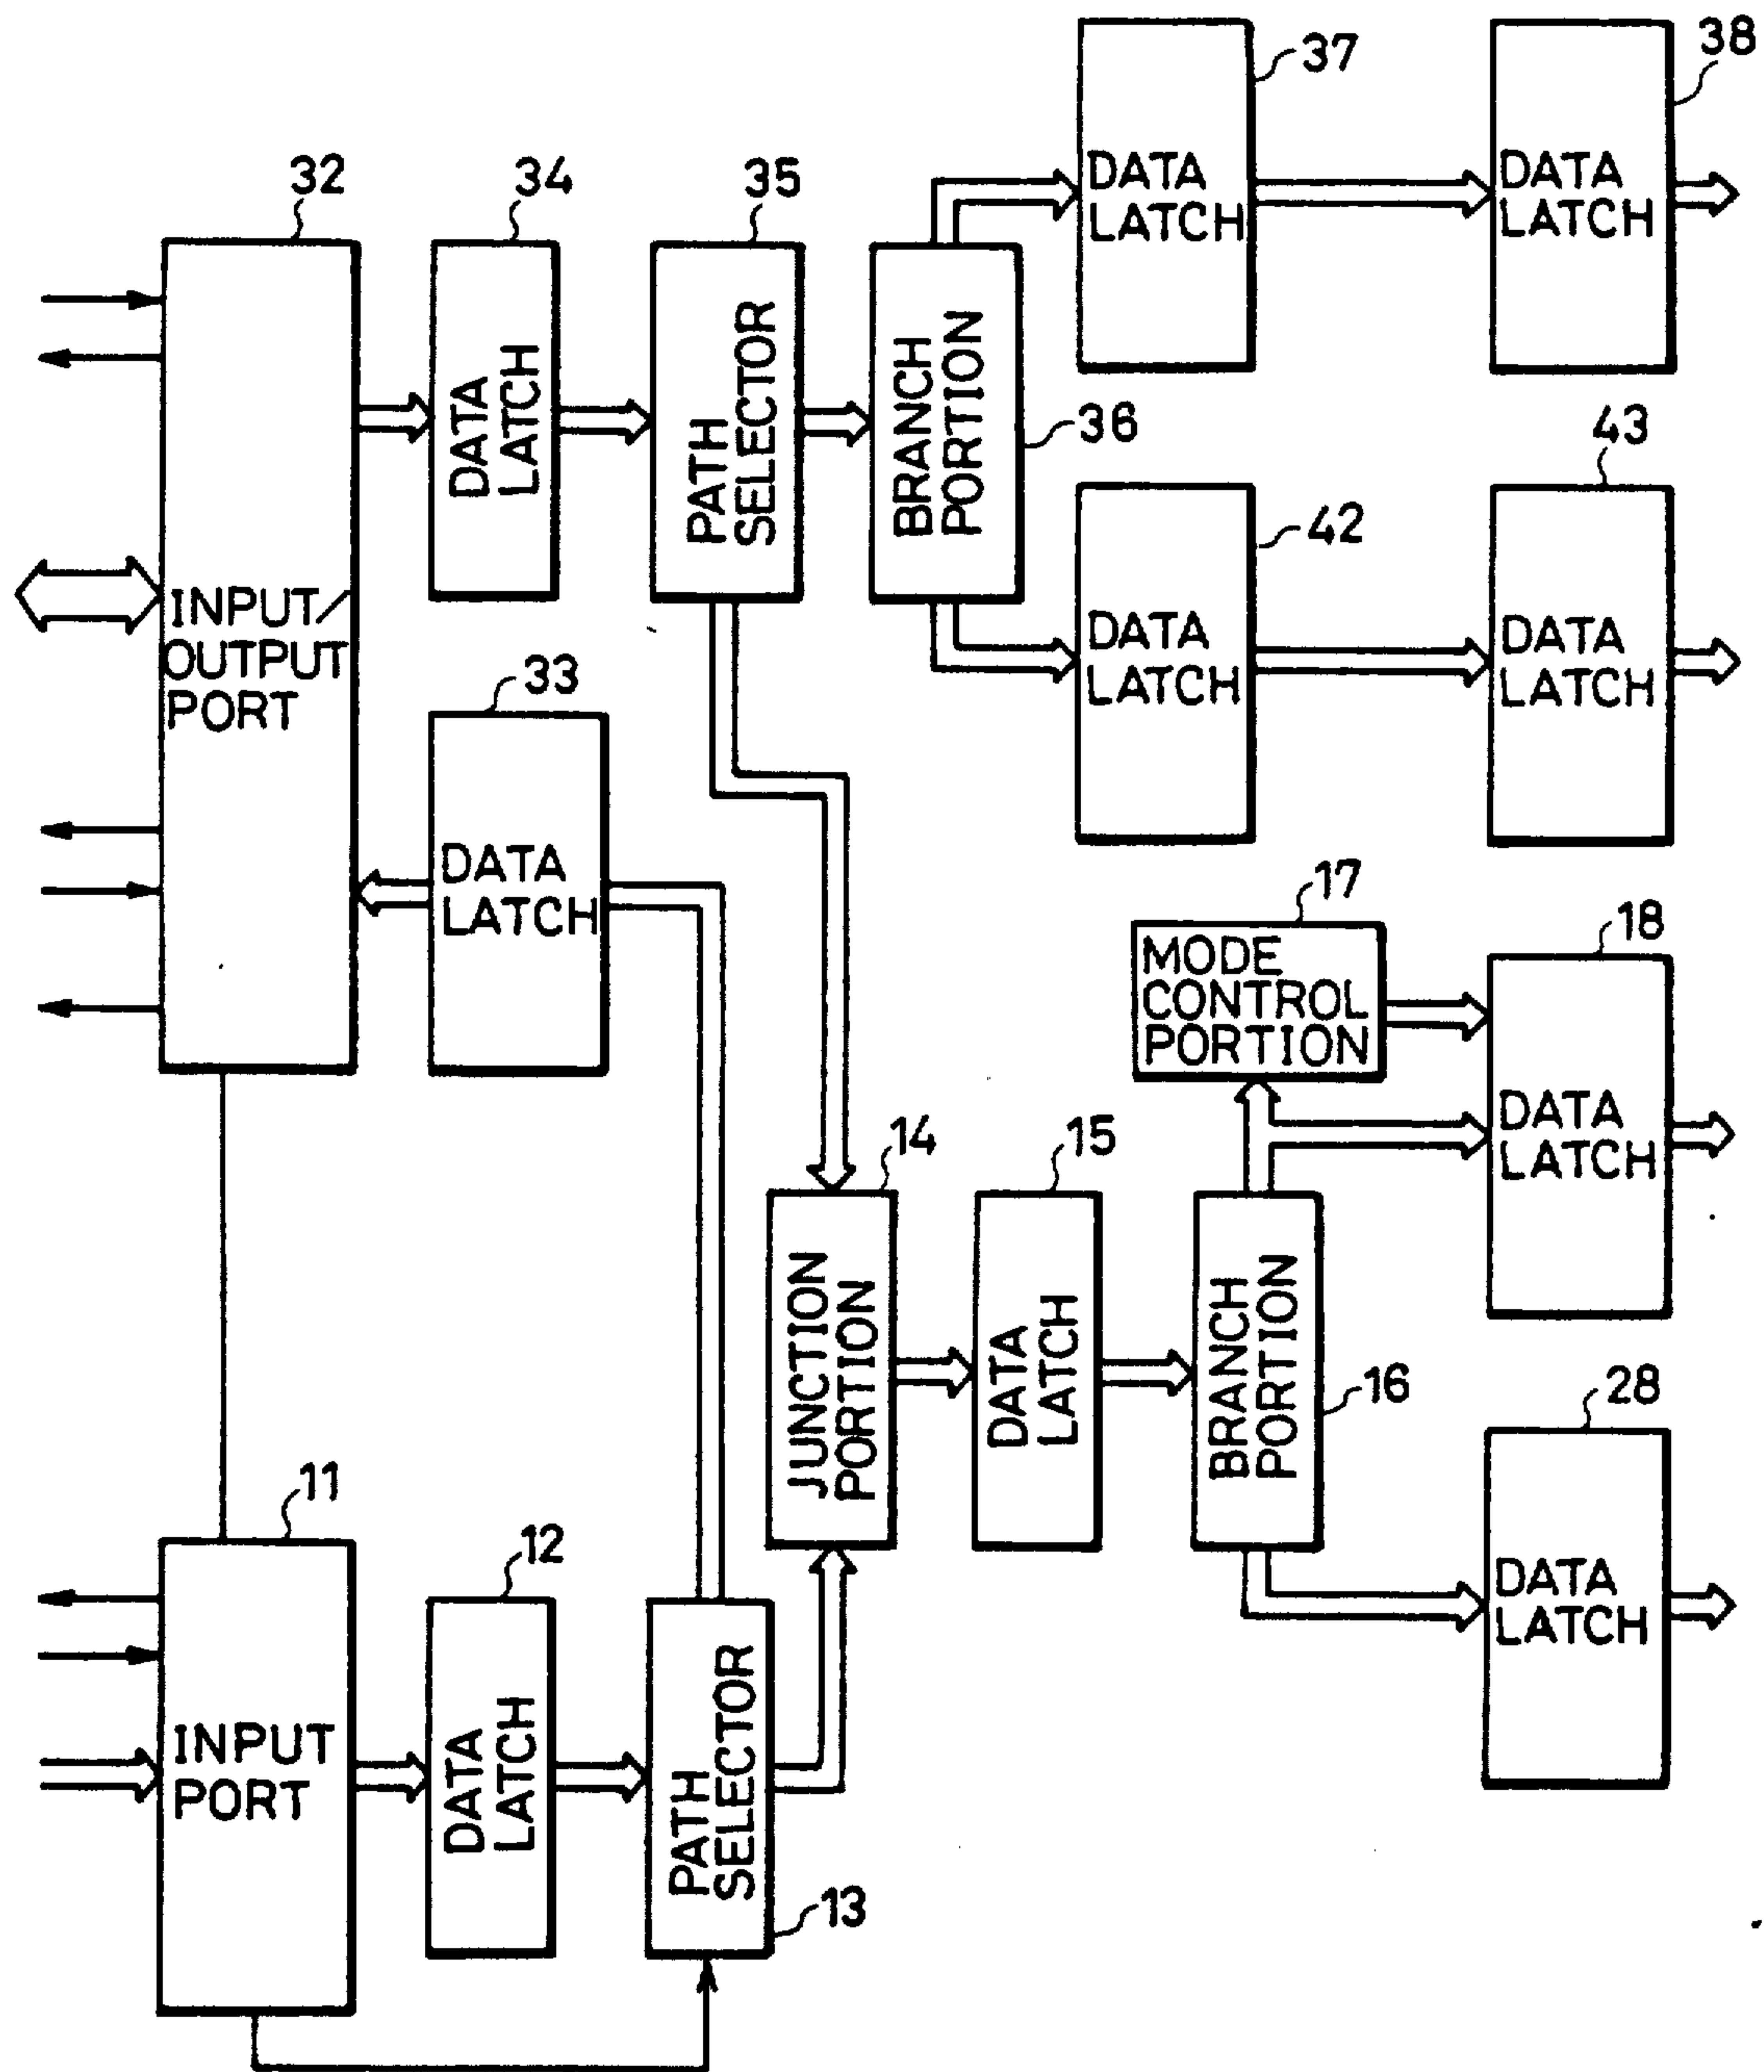 37
38
DATA
LATCH
DATA
LATCH
32
34
35
INPUT/
OUTPUT
PORT
DATA
LATCH
PATH
SELECTOR
BRANCH
PORTION
36
43
42
DATA
LATCH
DATA
LATCH
33
DATA
LATCH
17
MODE
CONTROL
PORTION
18
DATA
LATCH
14
JUNCTION
PORTION
15
DATA
LATCH
BRANCH
PORTION
16
28
DATA
LATCH
11
INPUT
PORT
12
DATA
LATCH
PATH
SELECTOR
13